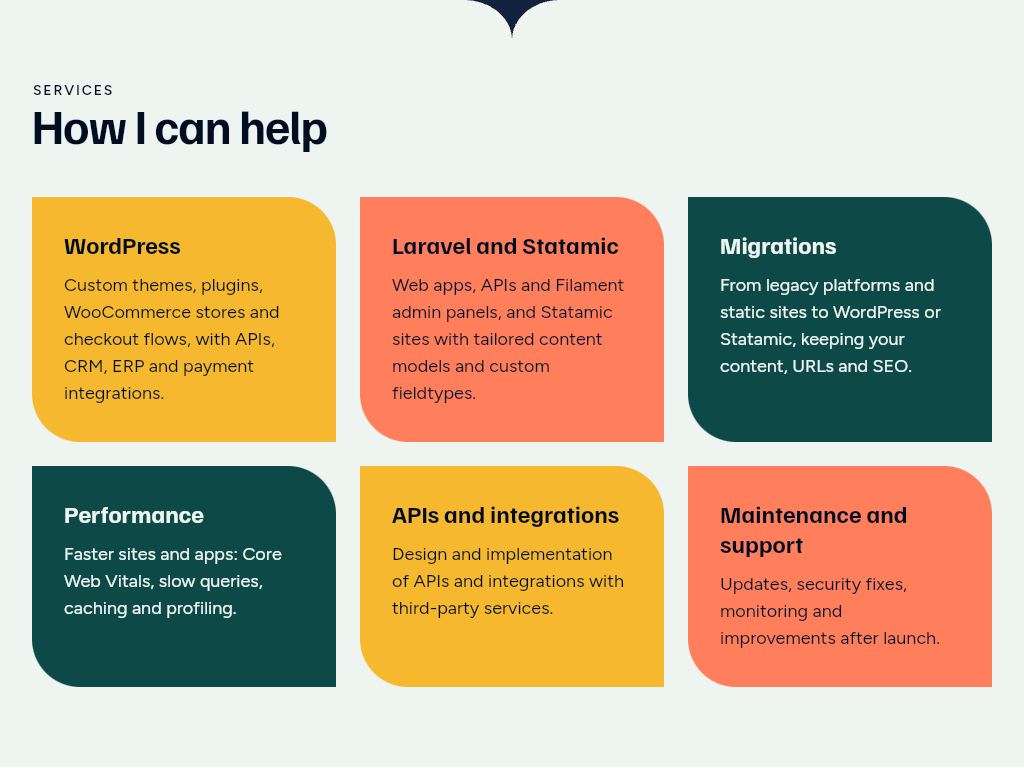 SERVICES
How I can help
WordPress
Custom themes, plugins,
WooCommerce stores and
checkout flows, with APIs,
CRM, ERP and payment
integrations.
Laravel and Statamic
Web apps, APIs and Filament
admin panels, and Statamic
sites with tailored content
models and custom
fieldtypes.
Migrations
From legacy platforms and
static sites to WordPress or
Statamic, keeping your
content, URLs and SEO.
Performance
Faster sites and apps: Core
Web Vitals, slow queries,
caching and profiling.
APIs and integrations
Design and implementation
of APIs and integrations with
third-party services.
Maintenance and
support
Updates, security fixes,
monitoring and
improvements after launch.